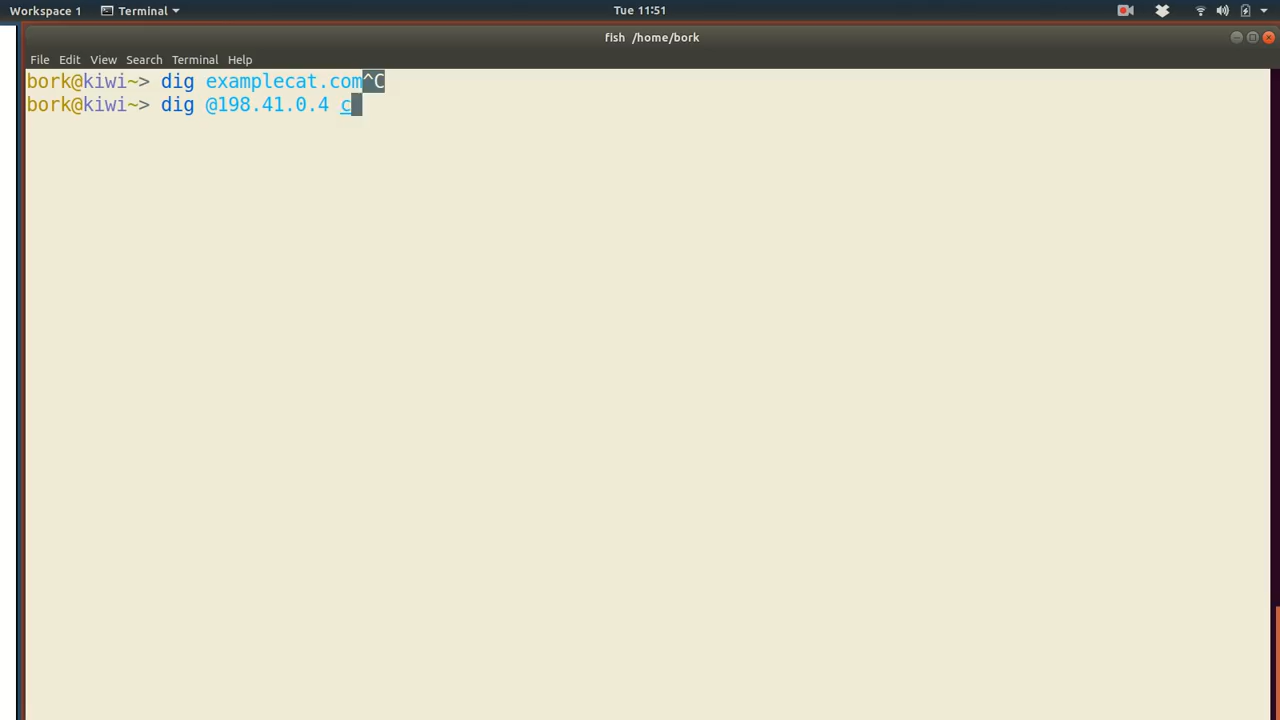 Workspace 1 Terminal Tue 11:51
fish /home/bork
File Edit View Search Terminal Help
bork@kiwi~> dig examplecat.com^C
bork@kiwi~> dig @198.41.0.4 c